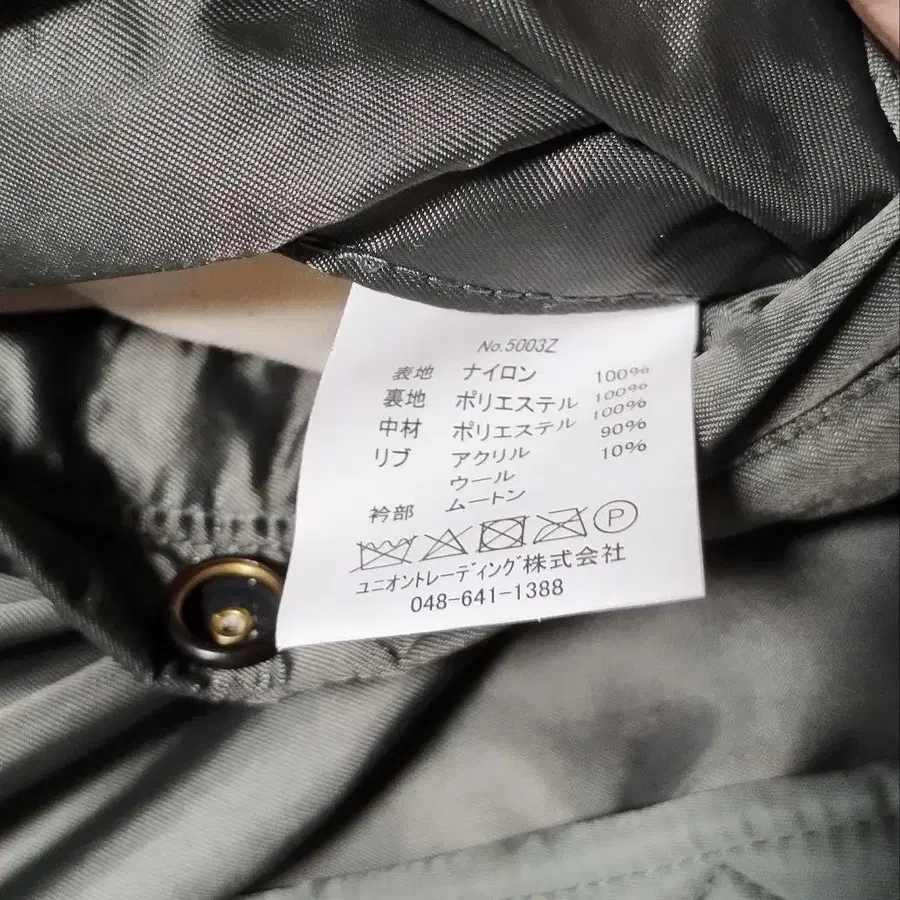 No.5003Z
表地 ナイロン 100%
裏地 ポリエステル 100%
中材 ポリエステル 100%
リブ アクリル 90%
ウール 10%
衿部 ムートン
P
ユニオントレーディング株式会社
048-641-1388